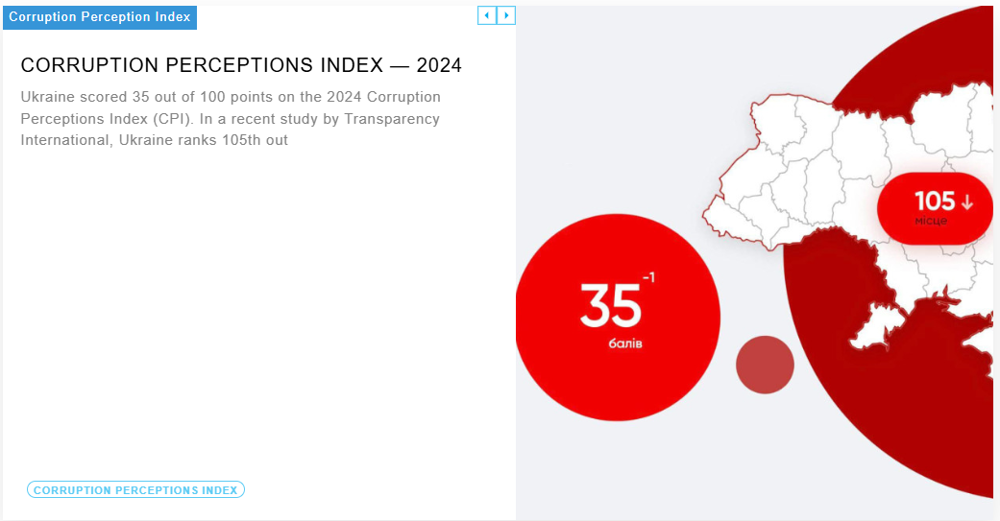 Corruption Perception Index
CORRUPTION PERCEPTIONS INDEX — 2024
Ukraine scored 35 out of 100 points on the 2024 Corruption
Perceptions Index (CPI). In a recent study by Transparency
International, Ukraine ranks 105th out
CORRUPTION PERCEPTIONS INDEX
105
місце
35 -1
балів